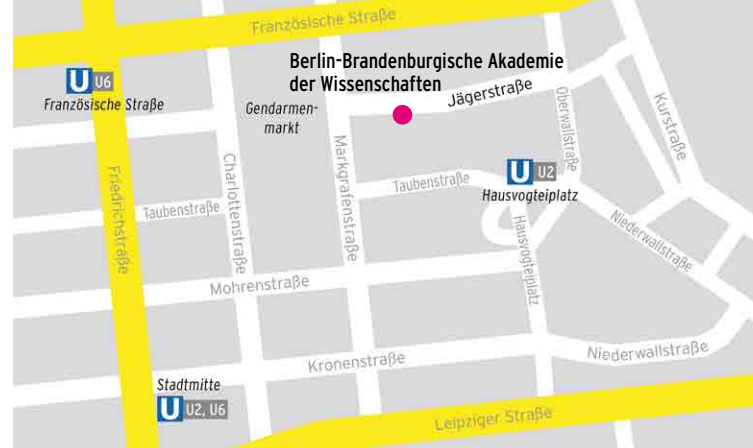 Französische Straße
Berlin-Brandenburgische Akademie
der Wissenschaften
U U6
Französische Straße
Gendarmen-
markt
Jägerstraße
Oberwallstraße
Kurstraße
Friedrichstraße
Charlottenstraße
Markgrafenstraße
Taubenstraße
U U2
Hausvogteiplatz
Taubenstraße
Hausvogteiplatz
Niederwallstraße
Mohrenstraße
Kronenstraße
Niederwallstraße
Stadtmitte
U U2, U6
Leipziger Straße